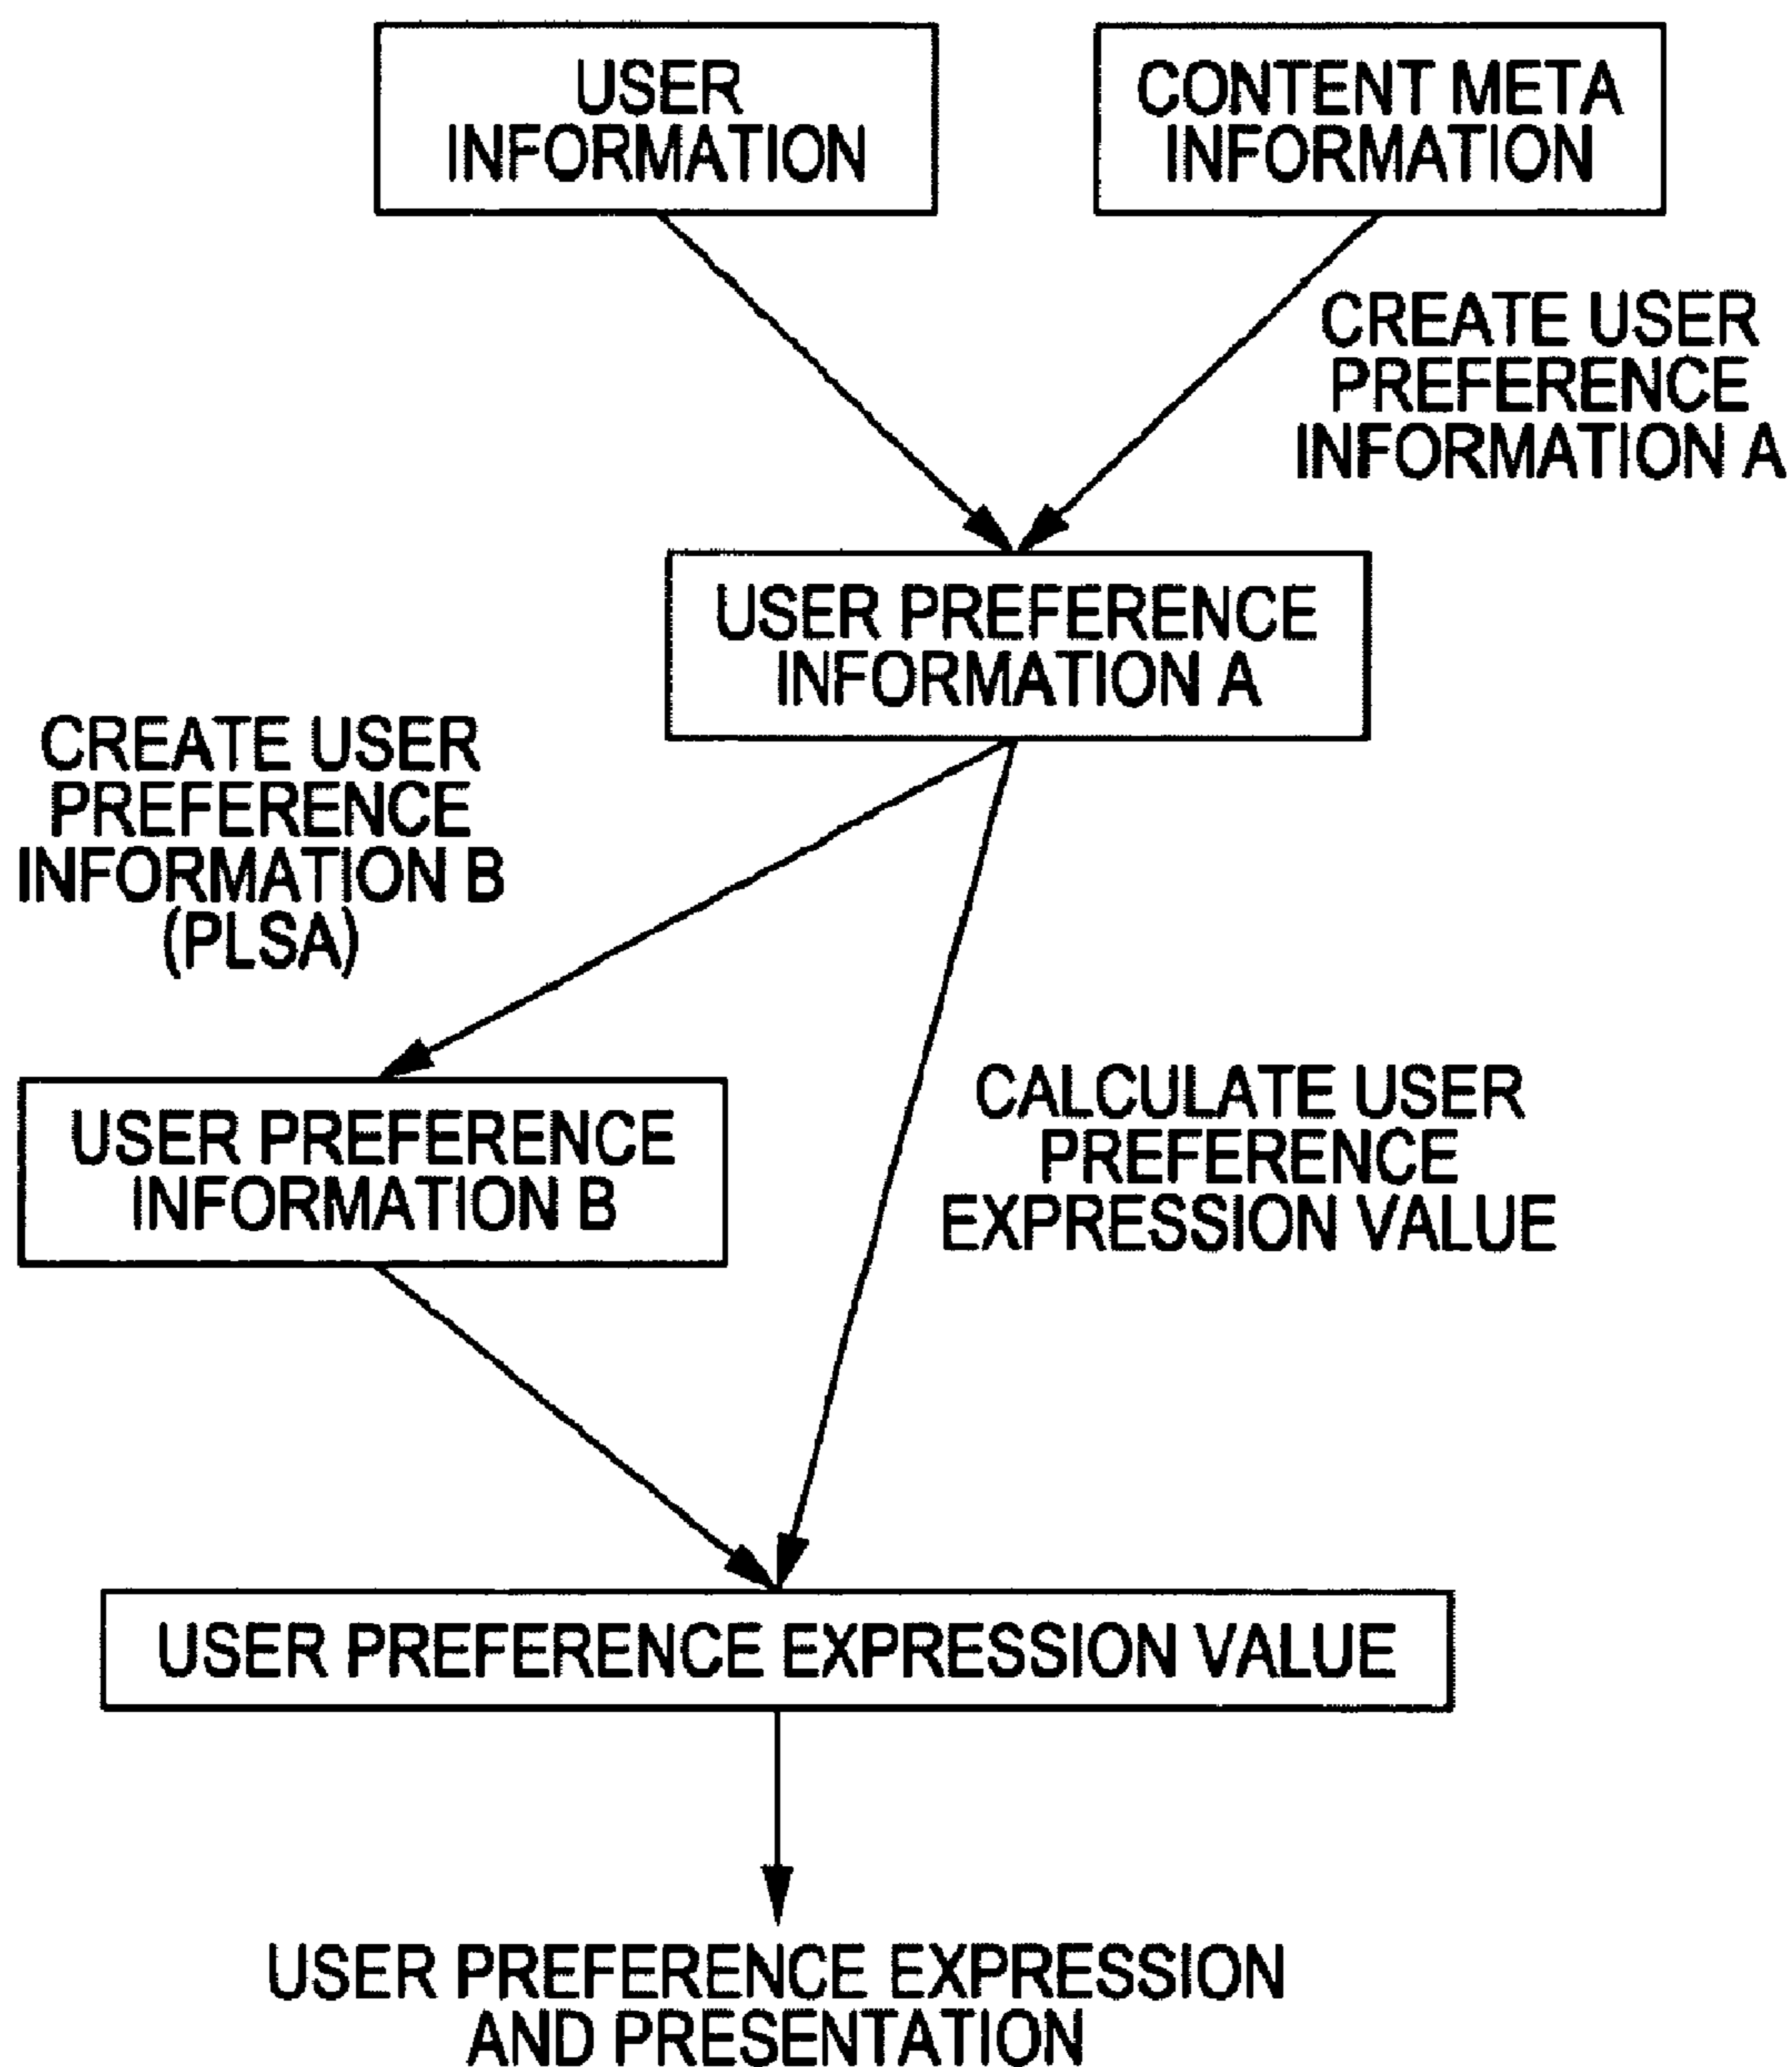 USER
INFORMATION
CONTENT META
INFORMATION
CREATE USER
PREFERENCE
INFORMATION A
USER PREFERENCE
INFORMATION A
CREATE USER
PREFERENCE
INFORMATION B
(PLSA)
USER PREFERENCE
INFORMATION B
CALCULATE USER
PREFERENCE
EXPRESSION VALUE
USER PREFERENCE EXPRESSION VALUE
USER PREFERENCE EXPRESSION
AND PRESENTATION